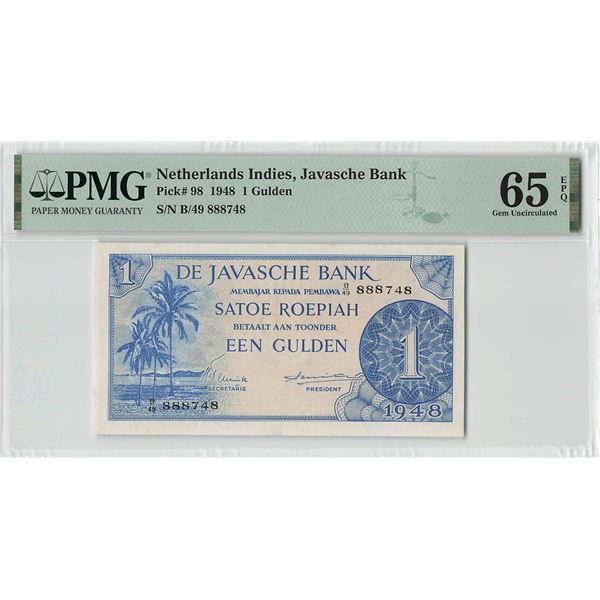 PMG
PAPER MONEY GUARANTY
Netherlands Indies, Javasche Bank
Pick# 98 1948 1 Gulden
S/N B/49 888748
65 EPQ
Gem Uncirculated
1
DE JAVASCHE BANK
MEMBAJAR KEPADA PEMBAWA
B/49 888748
SATOE ROEPIAH
BETAALT AAN TOONDER
EEN GULDEN
1
SECRETARIS
PRESIDENT
B/49 888748
1948